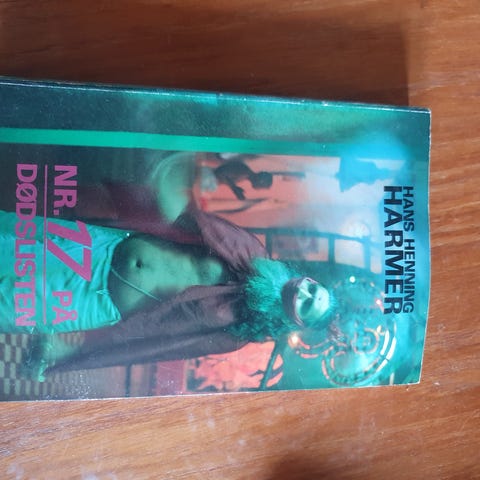 HANS HENNING
HARMER
NR. 17 PÅ
DØDSLISTEN